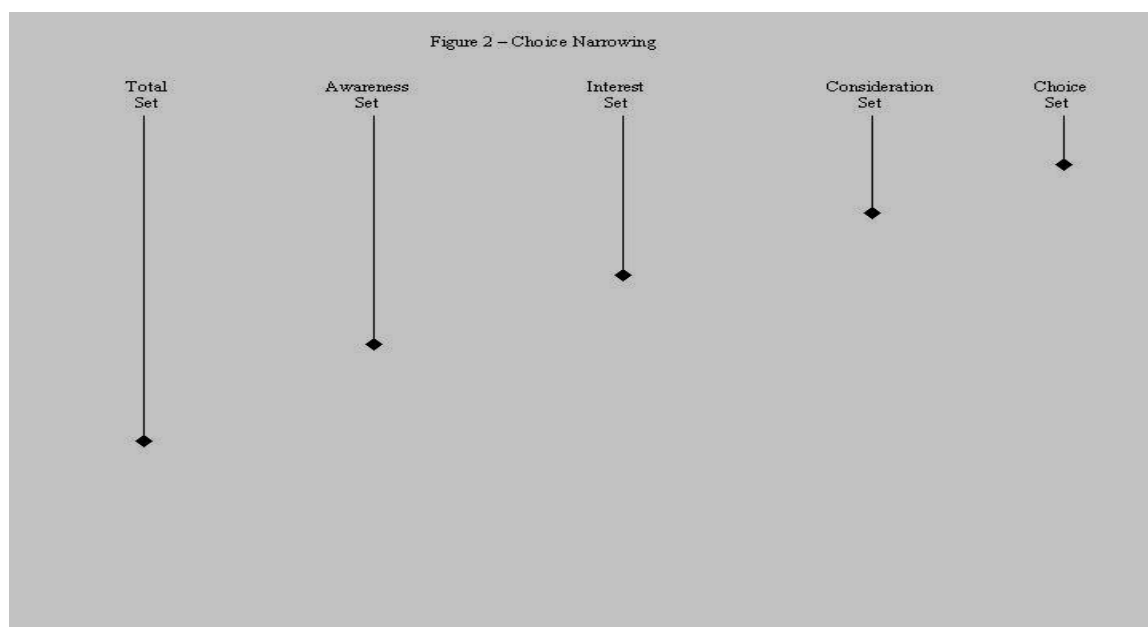 Figure 2 – Choice Narrowing
Total
Set
Awareness
Set
Interest
Set
Consideration
Set
Choice
Set